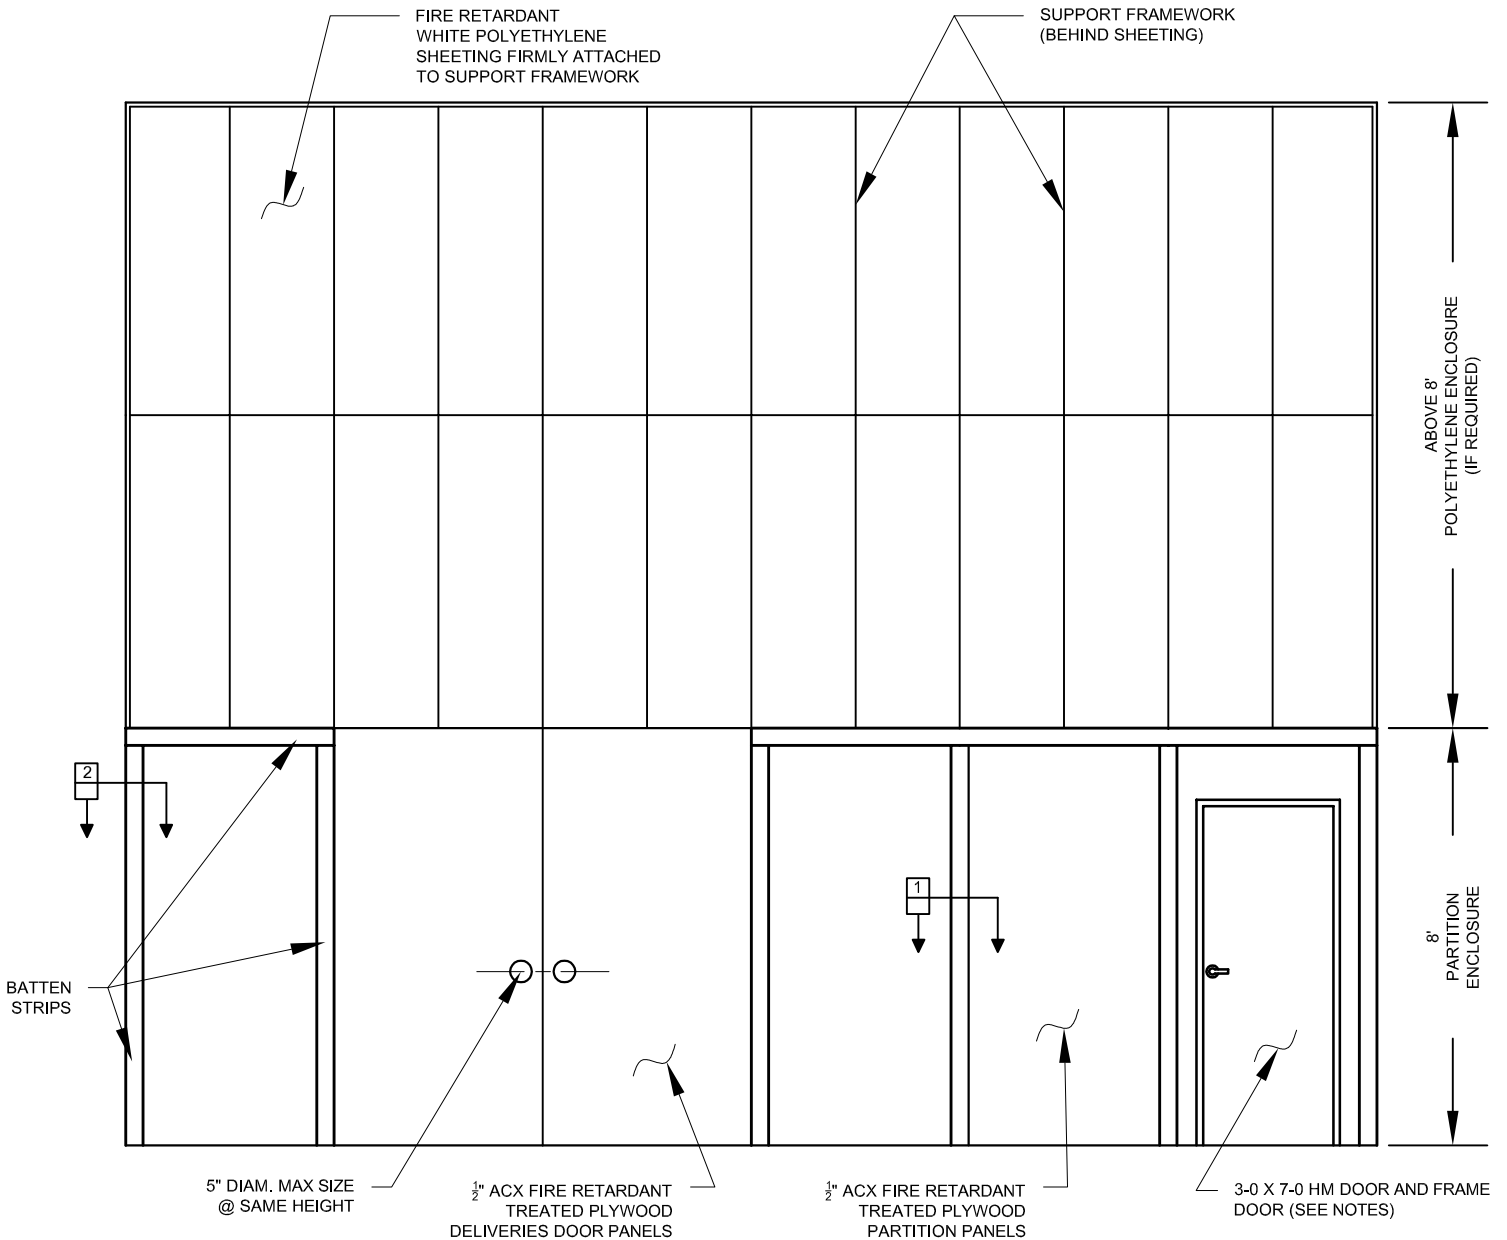 FIRE RETARDANT
WHITE POLYETHYLENE
SHEETING FIRMLY ATTACHED
TO SUPPORT FRAMEWORK
SUPPORT FRAMEWORK
(BEHIND SHEETING)
ABOVE 8'
POLYETHYLENE ENCLOSURE
(IF REQUIRED)
2
1
8'
PARTITION
ENCLOSURE
BATTEN
STRIPS
5" DIAM. MAX SIZE
@ SAME HEIGHT
½" ACX FIRE RETARDANT
TREATED PLYWOOD
DELIVERIES DOOR PANELS
½" ACX FIRE RETARDANT
TREATED PLYWOOD
PARTITION PANELS
3-0 X 7-0 HM DOOR AND FRAME
DOOR (SEE NOTES)